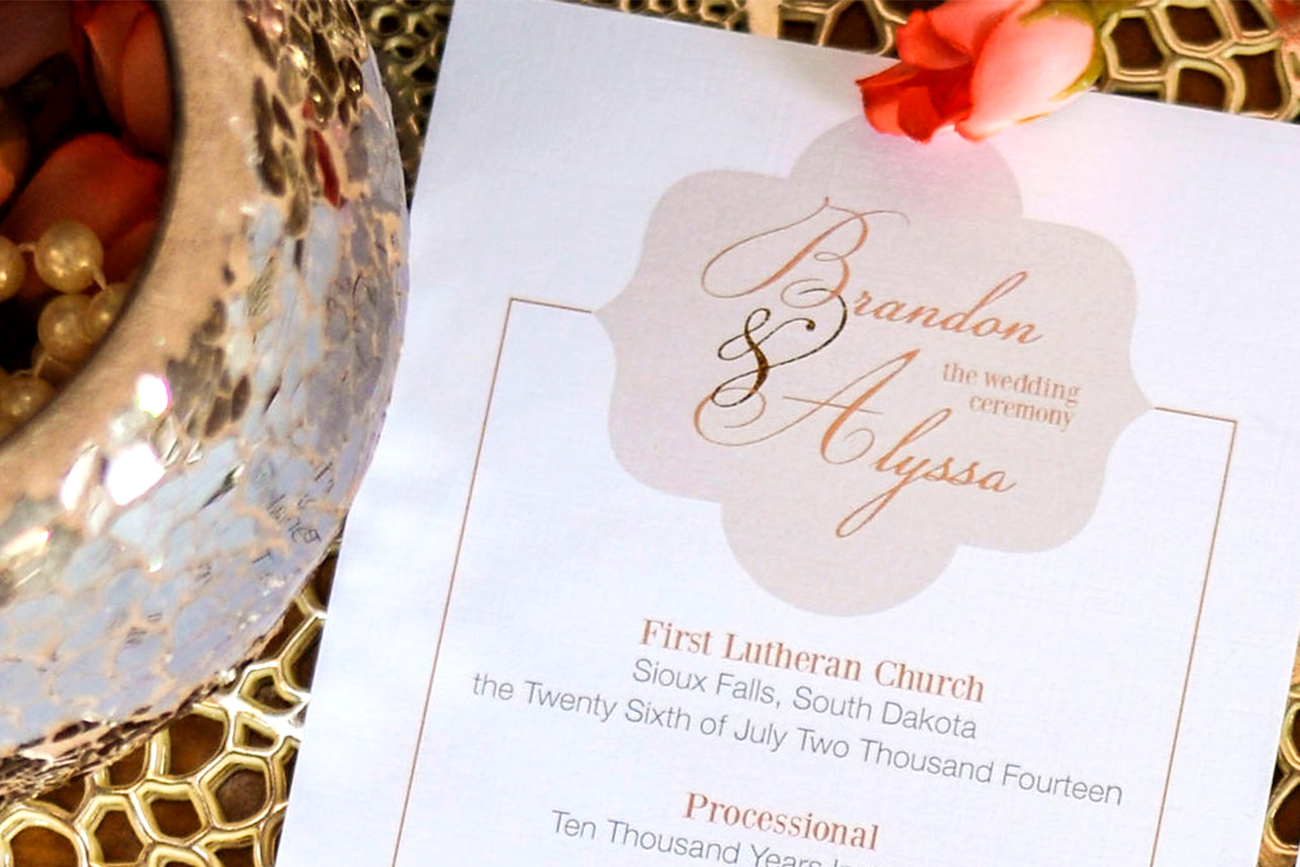 Brandon
&
the wedding
ceremony
Alyssa
First Lutheran Church
Sioux Falls, South Dakota
the Twenty Sixth of July Two Thousand Fourteen
Processional
Ten Thousand Years